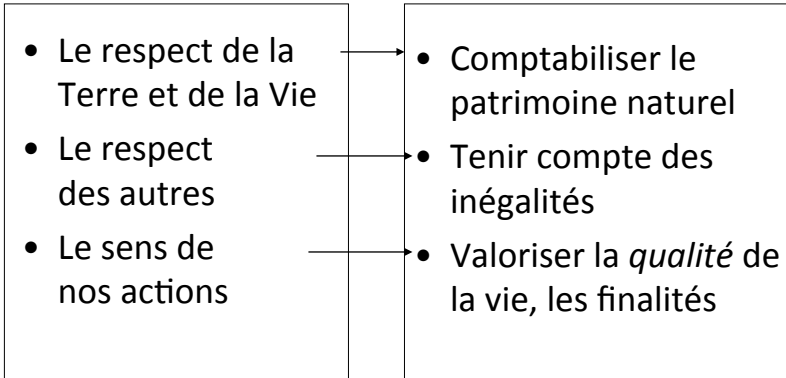 • Le respect de la
Terre et de la Vie
• Le respect
des autres
• Le sens de
nos actions
• Comptabiliser le
patrimoine naturel
• Tenir compte des
inégalités
• Valoriser la qualité de
la vie, les finalités